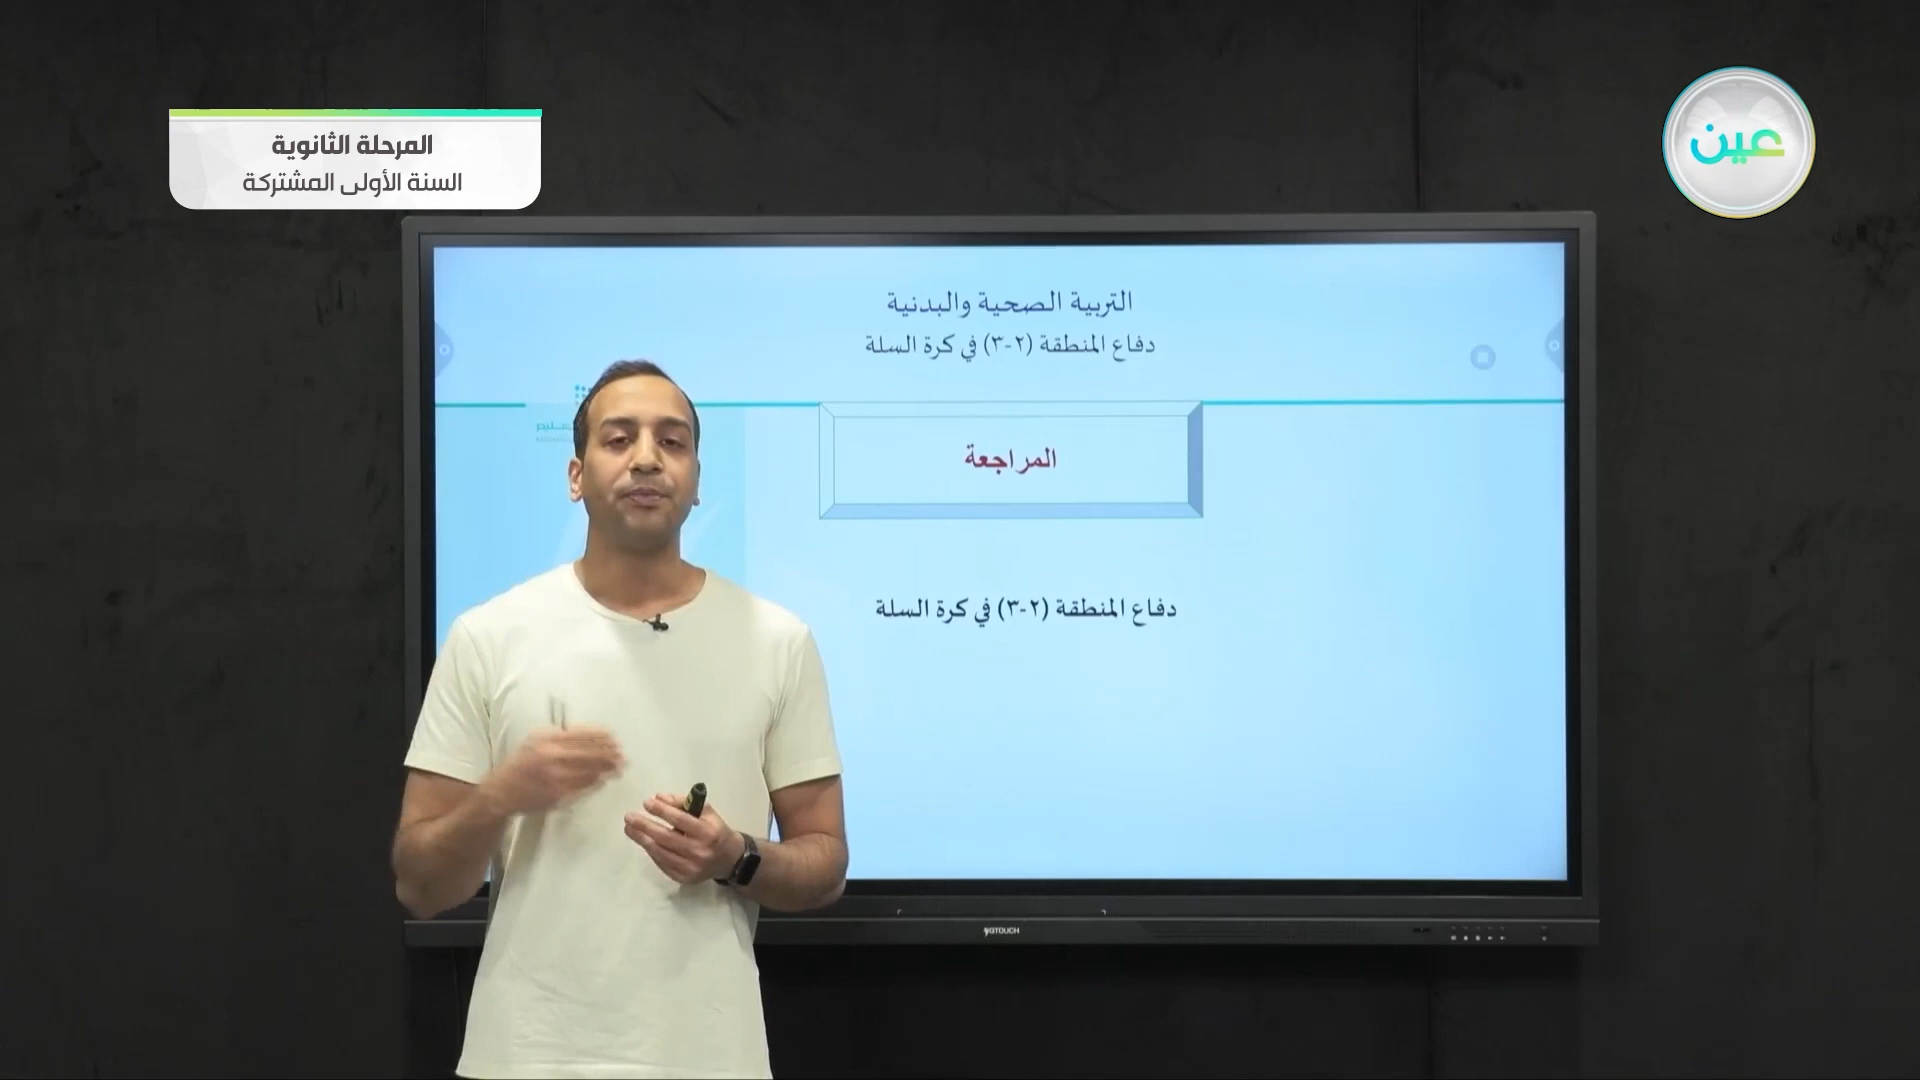 المرحلة الثانوية
السنة الأولى المشتركة
عين
التربية الصحية والبدنية
دفاع المنطقة (٢-٣) في كرة السلة
المراجعة
دفاع المنطقة (٢-٣) في كرة السلة